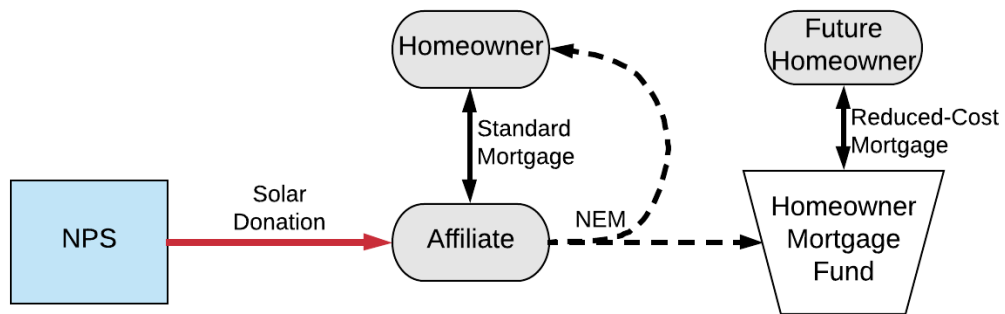 Homeowner
Future
Homeowner
Standard
Mortgage
Reduced-Cost
Mortgage
NPS
Solar
Donation
Affiliate
NEM
Homeowner
Mortgage
Fund